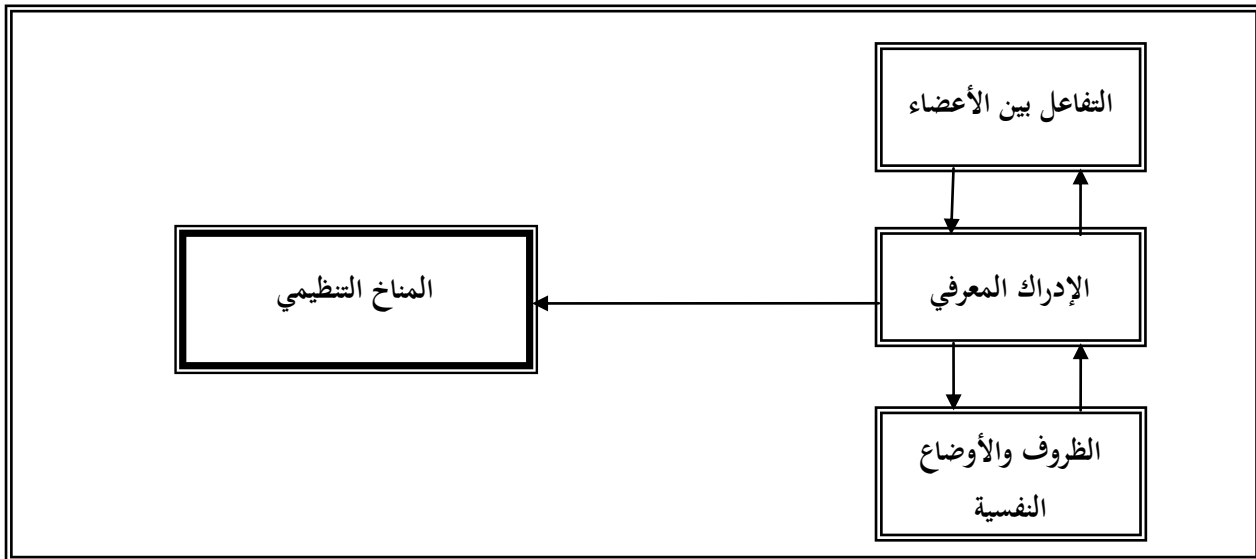 التفاعل بين الأعضاء
الإدراك المعرفي
المناخ التنظيمي
الظروف والأوضاع
النفسية